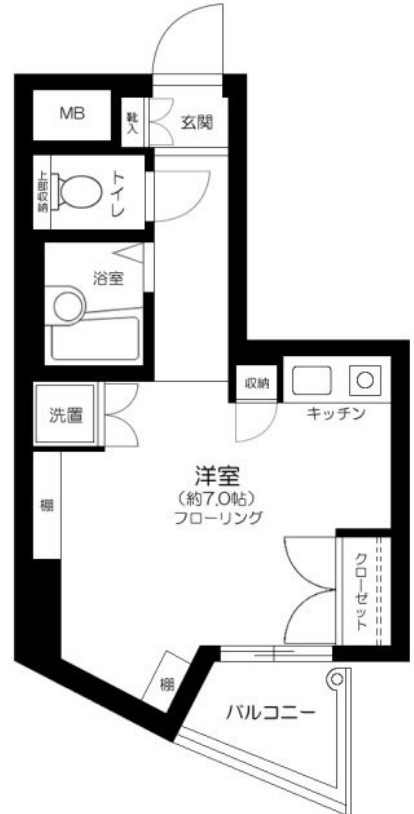 MB
靴入
玄関
上部収納
トイレ
浴室
洗置
収納
キッチン
棚
洋室
(約7.0帖)
フローリング
クローゼット
棚
バルコニー